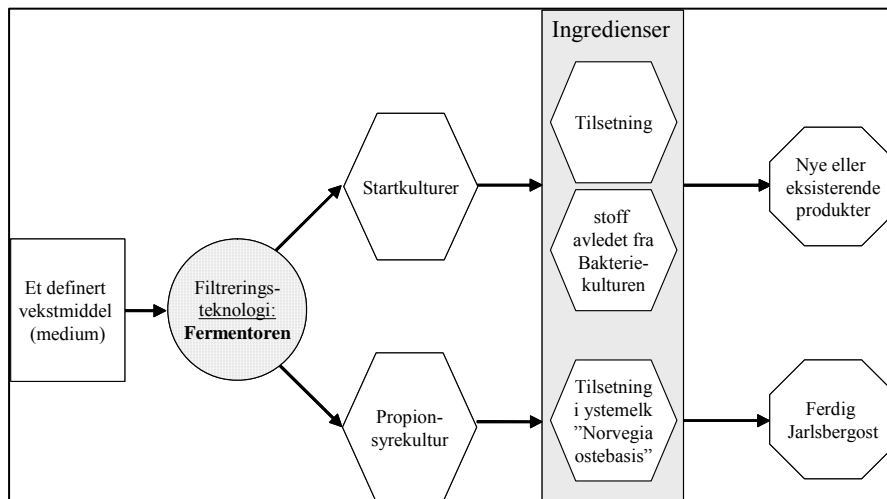 Et definert
vekstmiddel
(medium)
Filtrerings-
teknologi:
Fermentoren
Startkulturer
Propion-
syrekultur
Ingredienser
Tilsetning
stoff
avledet fra
Bakterie-
kulturen
Tilsetning
i ystemelk
”Norvegia
ostebasis”
Nye eller
eksisterende
produkter
Ferdig
Jarlsbergost